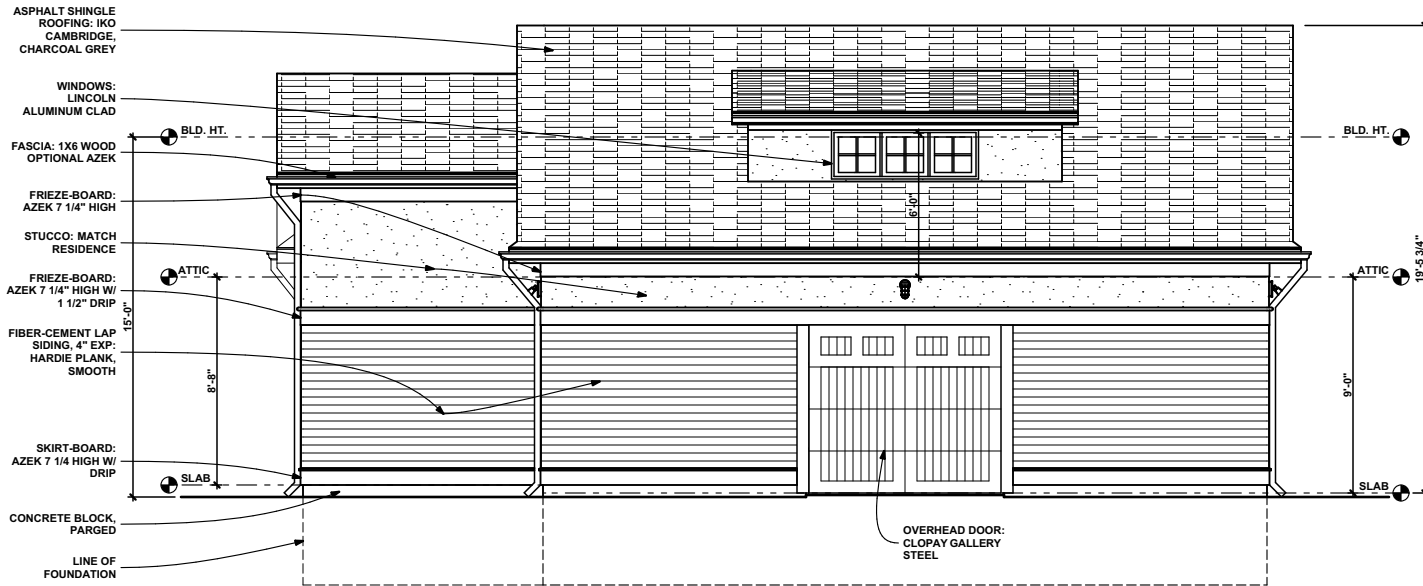 ASPHALT SHINGLE
ROOFING: IKO
CAMBRIDGE,
CHARCOAL GREY
WINDOWS:
LINCOLN
ALUMINUM CLAD
BLD. HT.
BLD. HT.
FASCIA: 1X6 WOOD
OPTIONAL AZEK
FRIEZE-BOARD:
AZEK 7 1/4" HIGH
6'-0"
STUCCO: MATCH
RESIDENCE
19'-5 3/4"
ATTIC
ATTIC
FRIEZE-BOARD:
AZEK 7 1/4" HIGH W/
1 1/2" DRIP
15'-0"
FIBER-CEMENT LAP
SIDING, 4" EXP:
HARDIE PLANK,
SMOOTH
8'-8"
9'-0"
SKIRT-BOARD:
AZEK 7 1/4 HIGH W/
DRIP
SLAB
SLAB
CONCRETE BLOCK,
PARGED
OVERHEAD DOOR:
CLOPAY GALLERY
STEEL
LINE OF
FOUNDATION